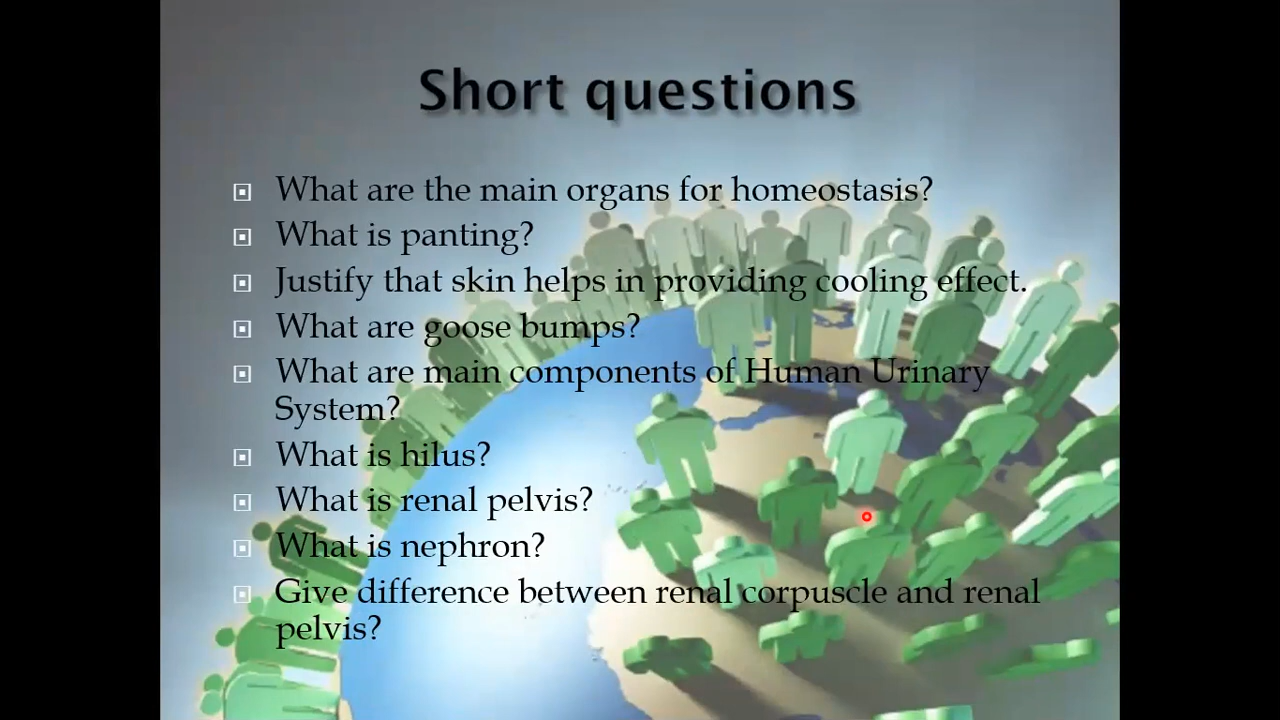 Short questions
What are the main organs for homeostasis?
What is panting?
Justify that skin helps in providing cooling effect.
What are goose bumps?
What are main components of Human Urinary
System?
What is hilus?
What is renal pelvis?
What is nephron?
Give difference between renal corpuscle and renal
pelvis?